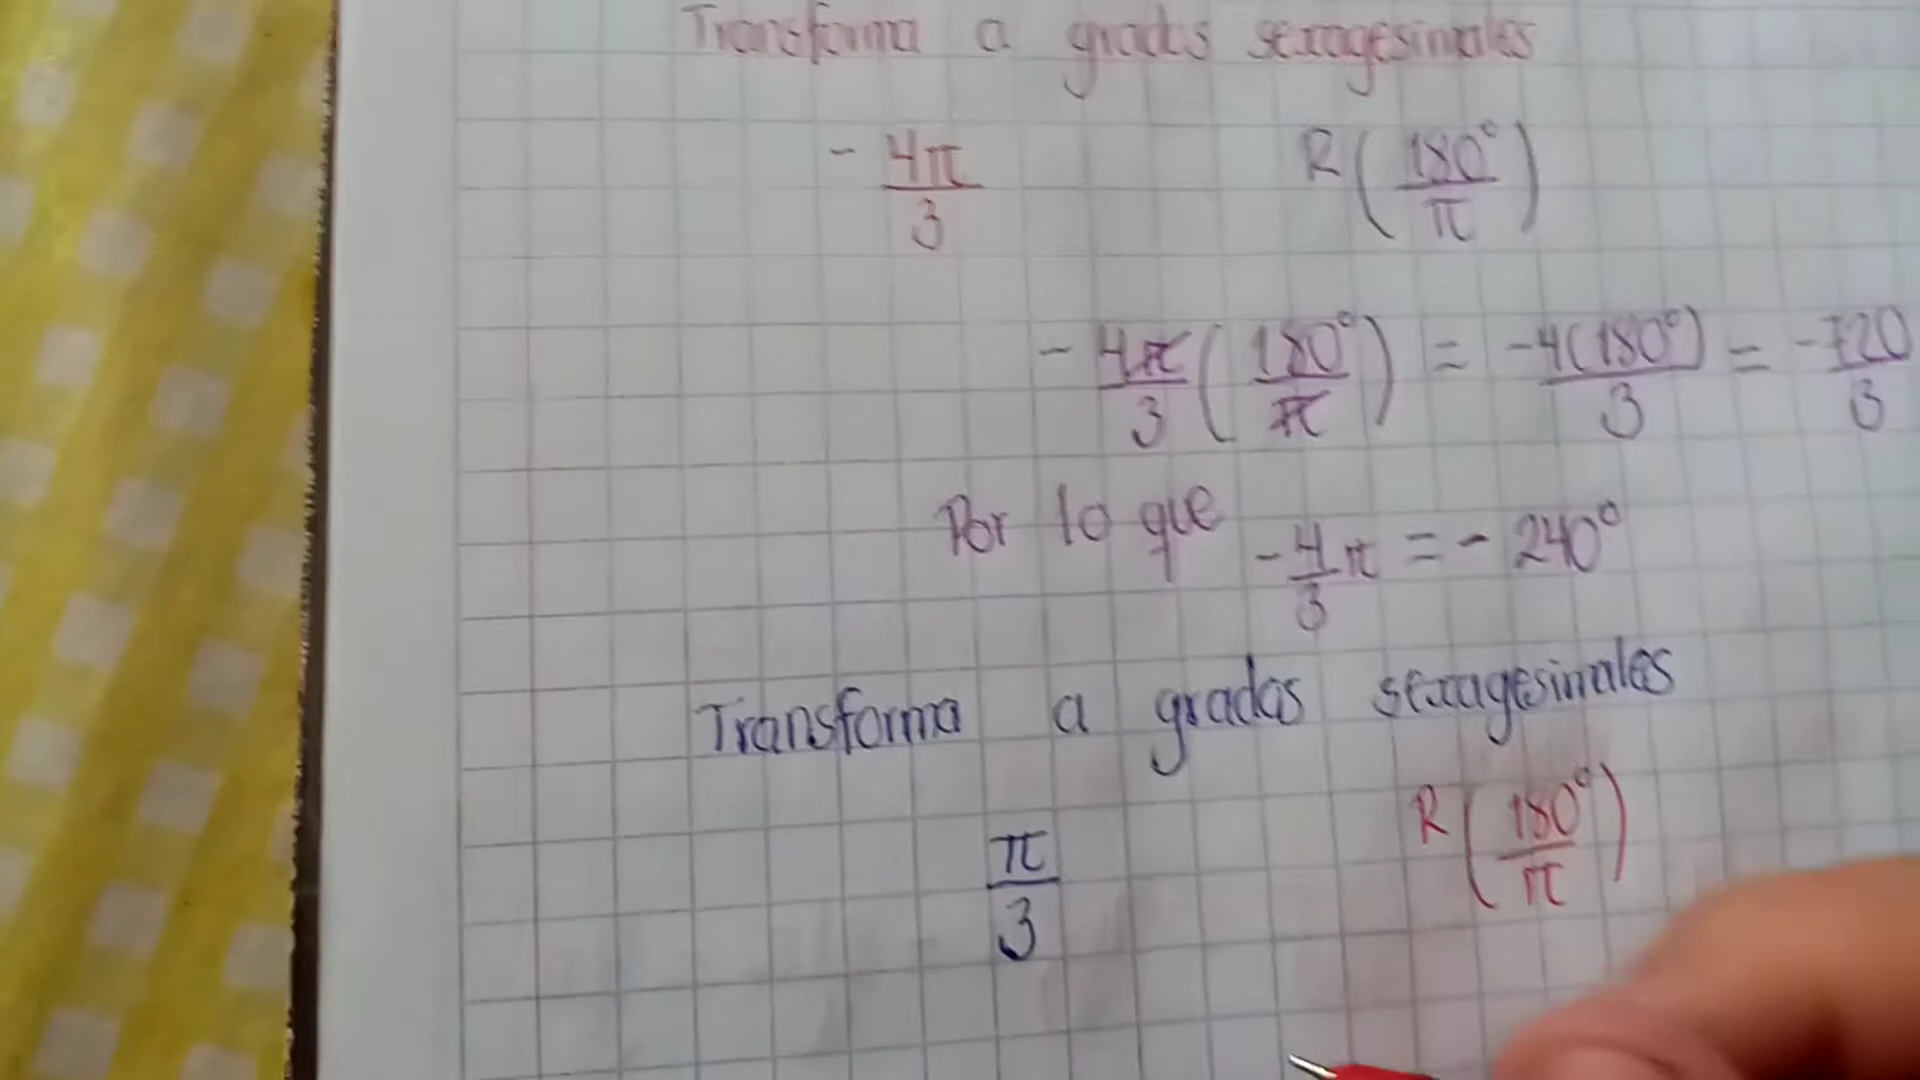 Transforma a grados sexagesimales
- 4π/3 R(180°/π)
- 4π/3 (180°/π) = -4(180°)/3 = -720/3
Por lo que -4/3 π = - 240°
Transforma a grados sexagesimales
π/3 R(180°/π)